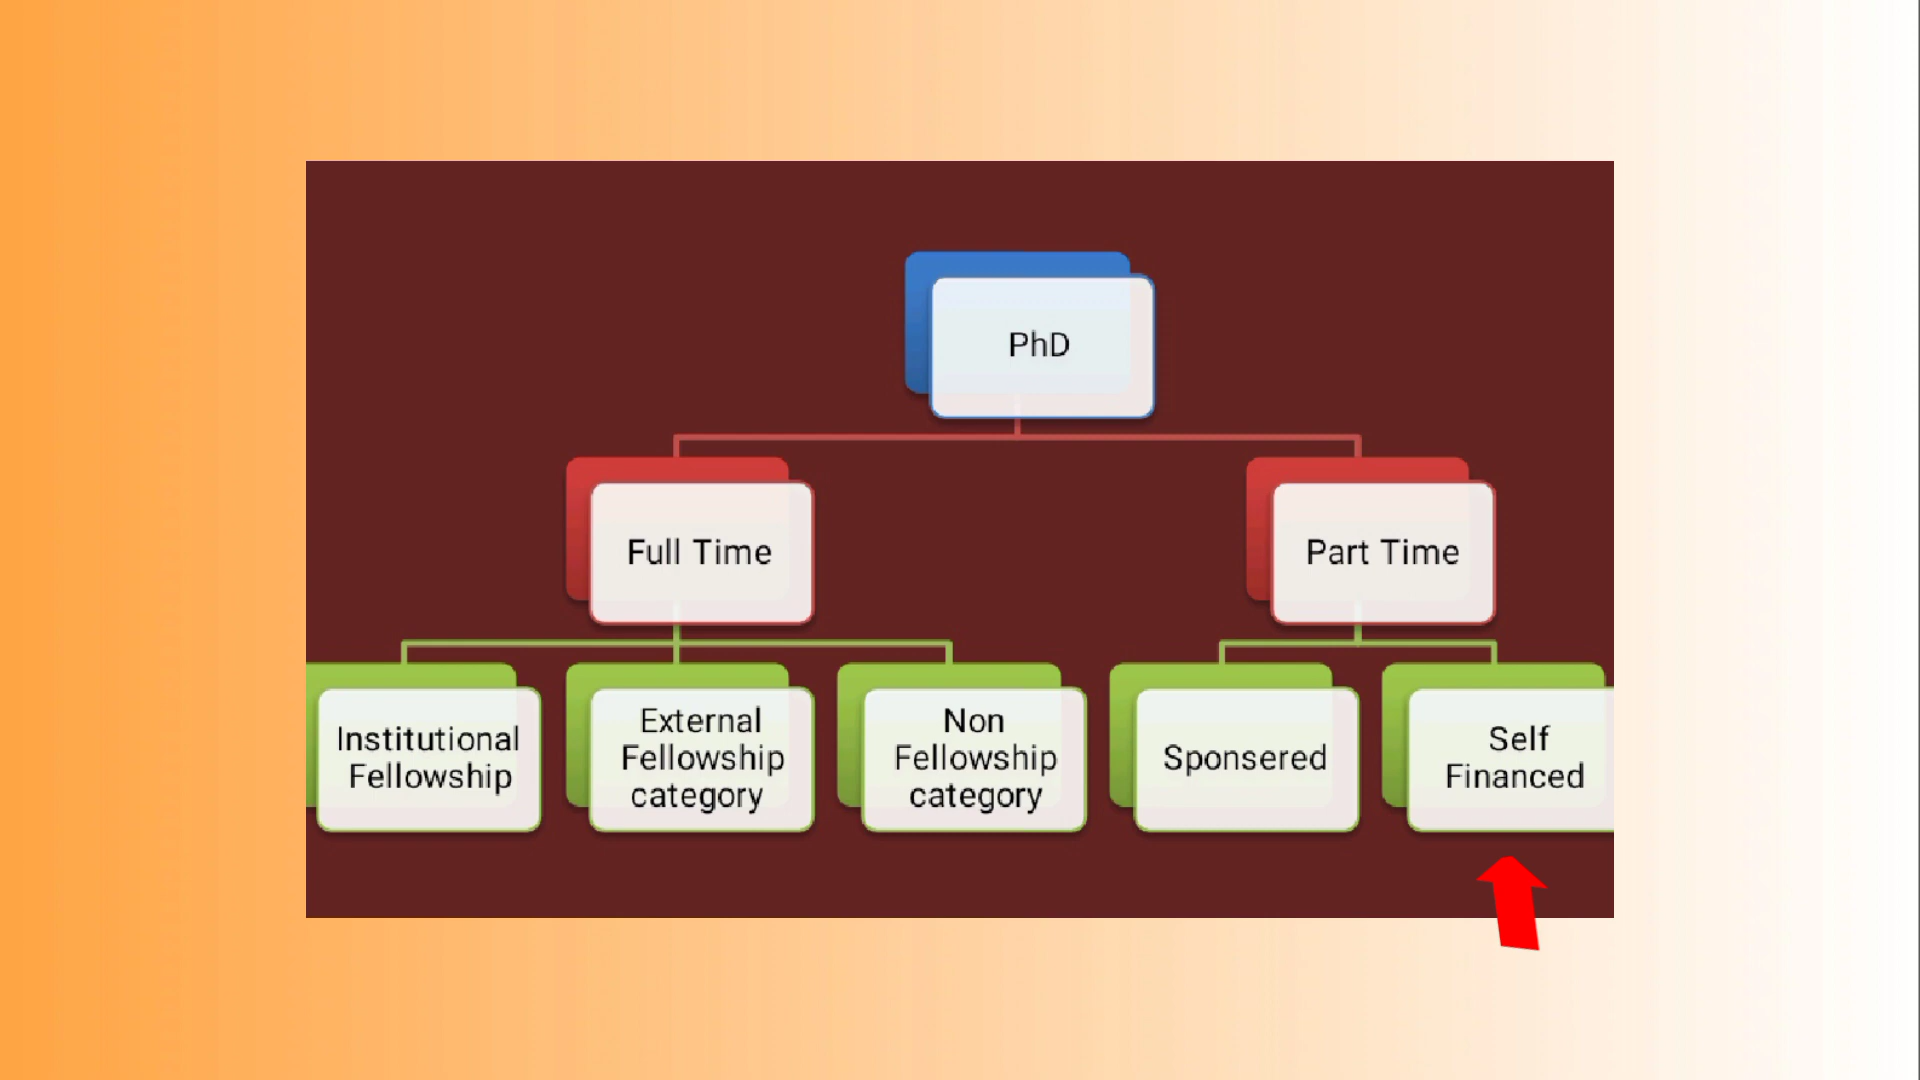 PhD
Full Time
Part Time
Institutional
Fellowship
External
Fellowship
category
Non
Fellowship
category
Sponsered
Self
Financed